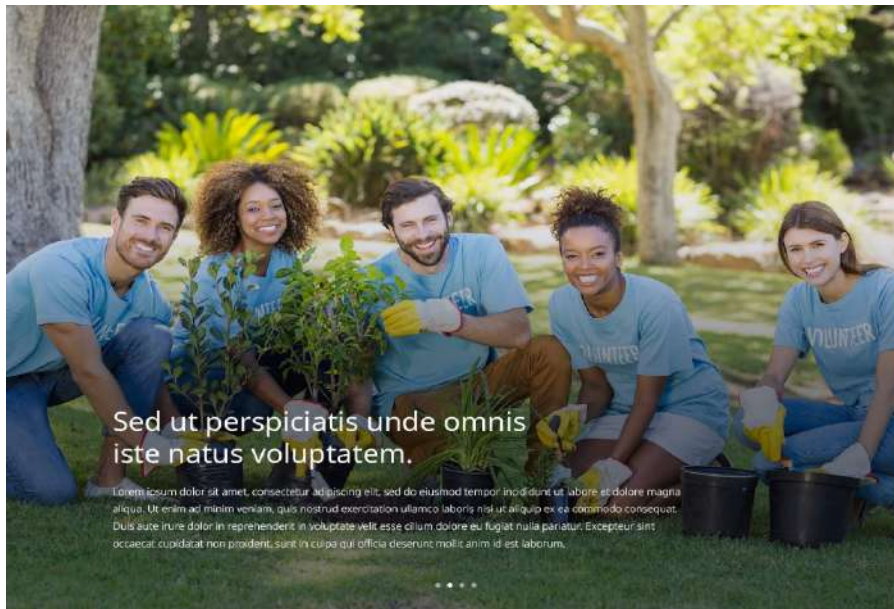 VOLUNTEER
VOLUNTEER
Sed ut perspiciatis unde omnis
iste natus voluptatem.
Lorem ipsum dolor sit amet, consectetur adipiscing elit, sed do eiusmod tempor incididunt ut labore et dolore magna
aliqua. Ut enim ad minim veniam, quis nostrud exercitation ullamco laboris nisi ut aliquip ex ea commodo consequat.
Duis aute irure dolor in reprehenderit in voluptate velit esse cillum dolore eu fugiat nulla pariatur. Excepteur sint
occaecat cupidatat non proident, sunt in culpa qui officia deserunt mollit anim id est laborum.